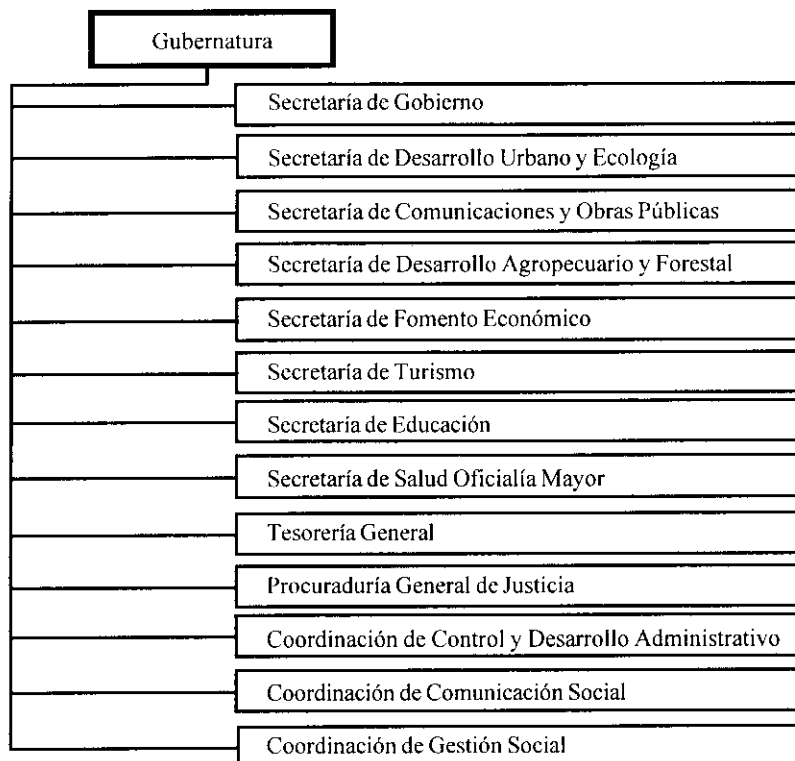 Gubernatura
Secretaría de Gobierno
Secretaría de Desarrollo Urbano y Ecología
Secretaría de Comunicaciones y Obras Públicas
Secretaría de Desarrollo Agropecuario y Forestal
Secretaría de Fomento Económico
Secretaría de Turismo
Secretaría de Educación
Secretaría de Salud Oficialía Mayor
Tesorería General
Procuraduría General de Justicia
Coordinación de Control y Desarrollo Administrativo
Coordinación de Comunicación Social
Coordinación de Gestión Social